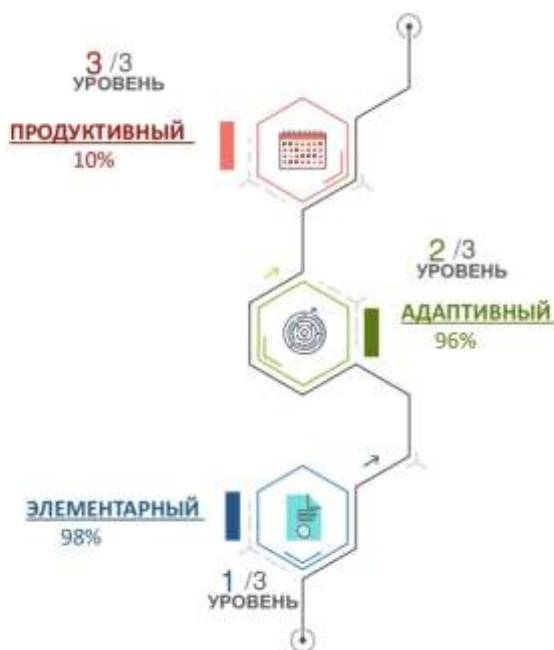 3 /3
УРОВЕНЬ
ПРОДУКТИВНЫЙ
10%
2 /3
УРОВЕНЬ
АДАПТИВНЫЙ
96%
ЭЛЕМЕНТАРНЫЙ
98%
1 /3
УРОВЕНЬ